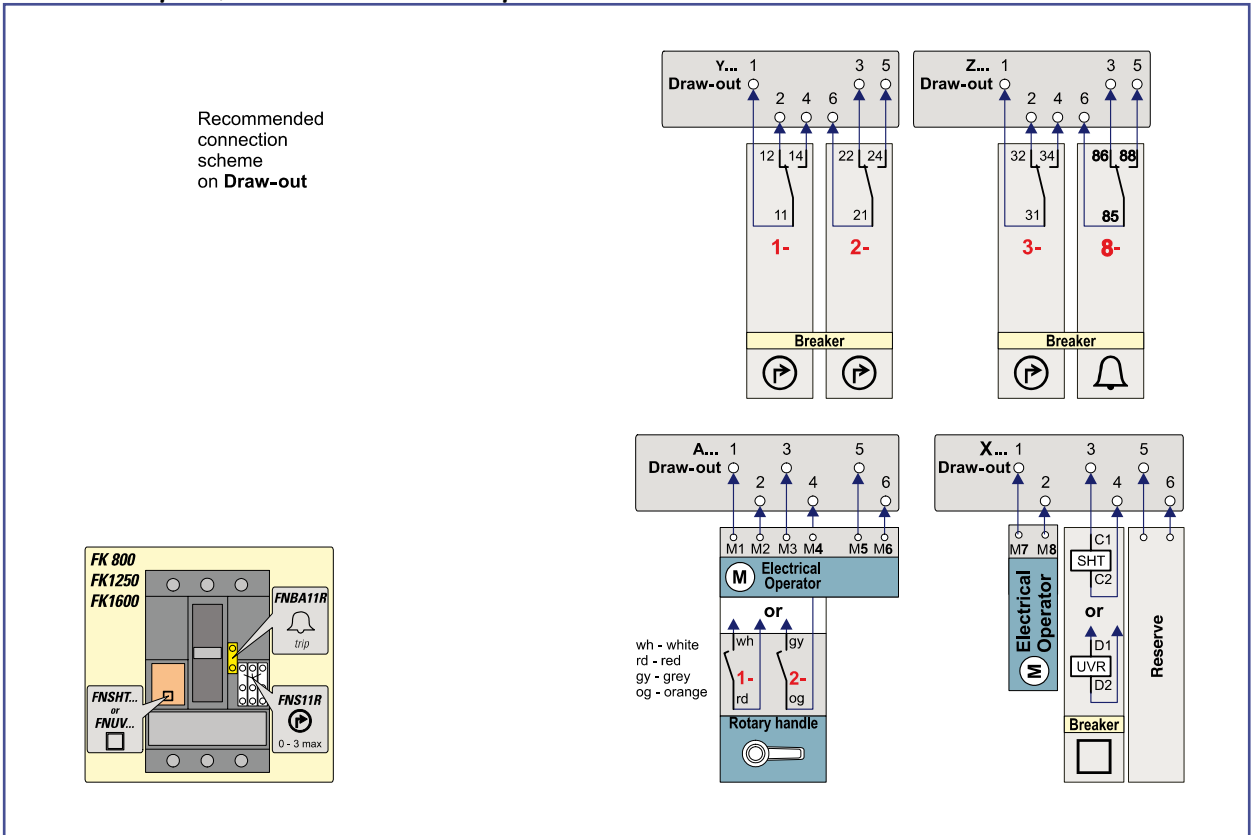 Recommended
connection
scheme
on Draw-out
Y... 1 3 5
Draw-out
2 4 6
12 14 22 24
11 21
1- 2-
Breaker
Z... 1 3 5
Draw-out
2 4 6
32 34 86 88
31 85
3- 8-
Breaker
A... 1 3 5
Draw-out
2 4 6
M1 M2 M3 M4 M5 M6
M Electrical
Operator
or
wh gy
1- 2-
rd og
Rotary handle
wh - white
rd - red
gy - grey
og - orange
X... 1 3 5
Draw-out
2 4 6
M7 M8
M Electrical
Operator
C1
SHT
C2
or
D1
UVR
D2
Breaker
Reserve
FK 800
FK1250
FK1600
FNBA11R
trip
FNSHT...
or
FNUV...
FNS11R
0 - 3 max